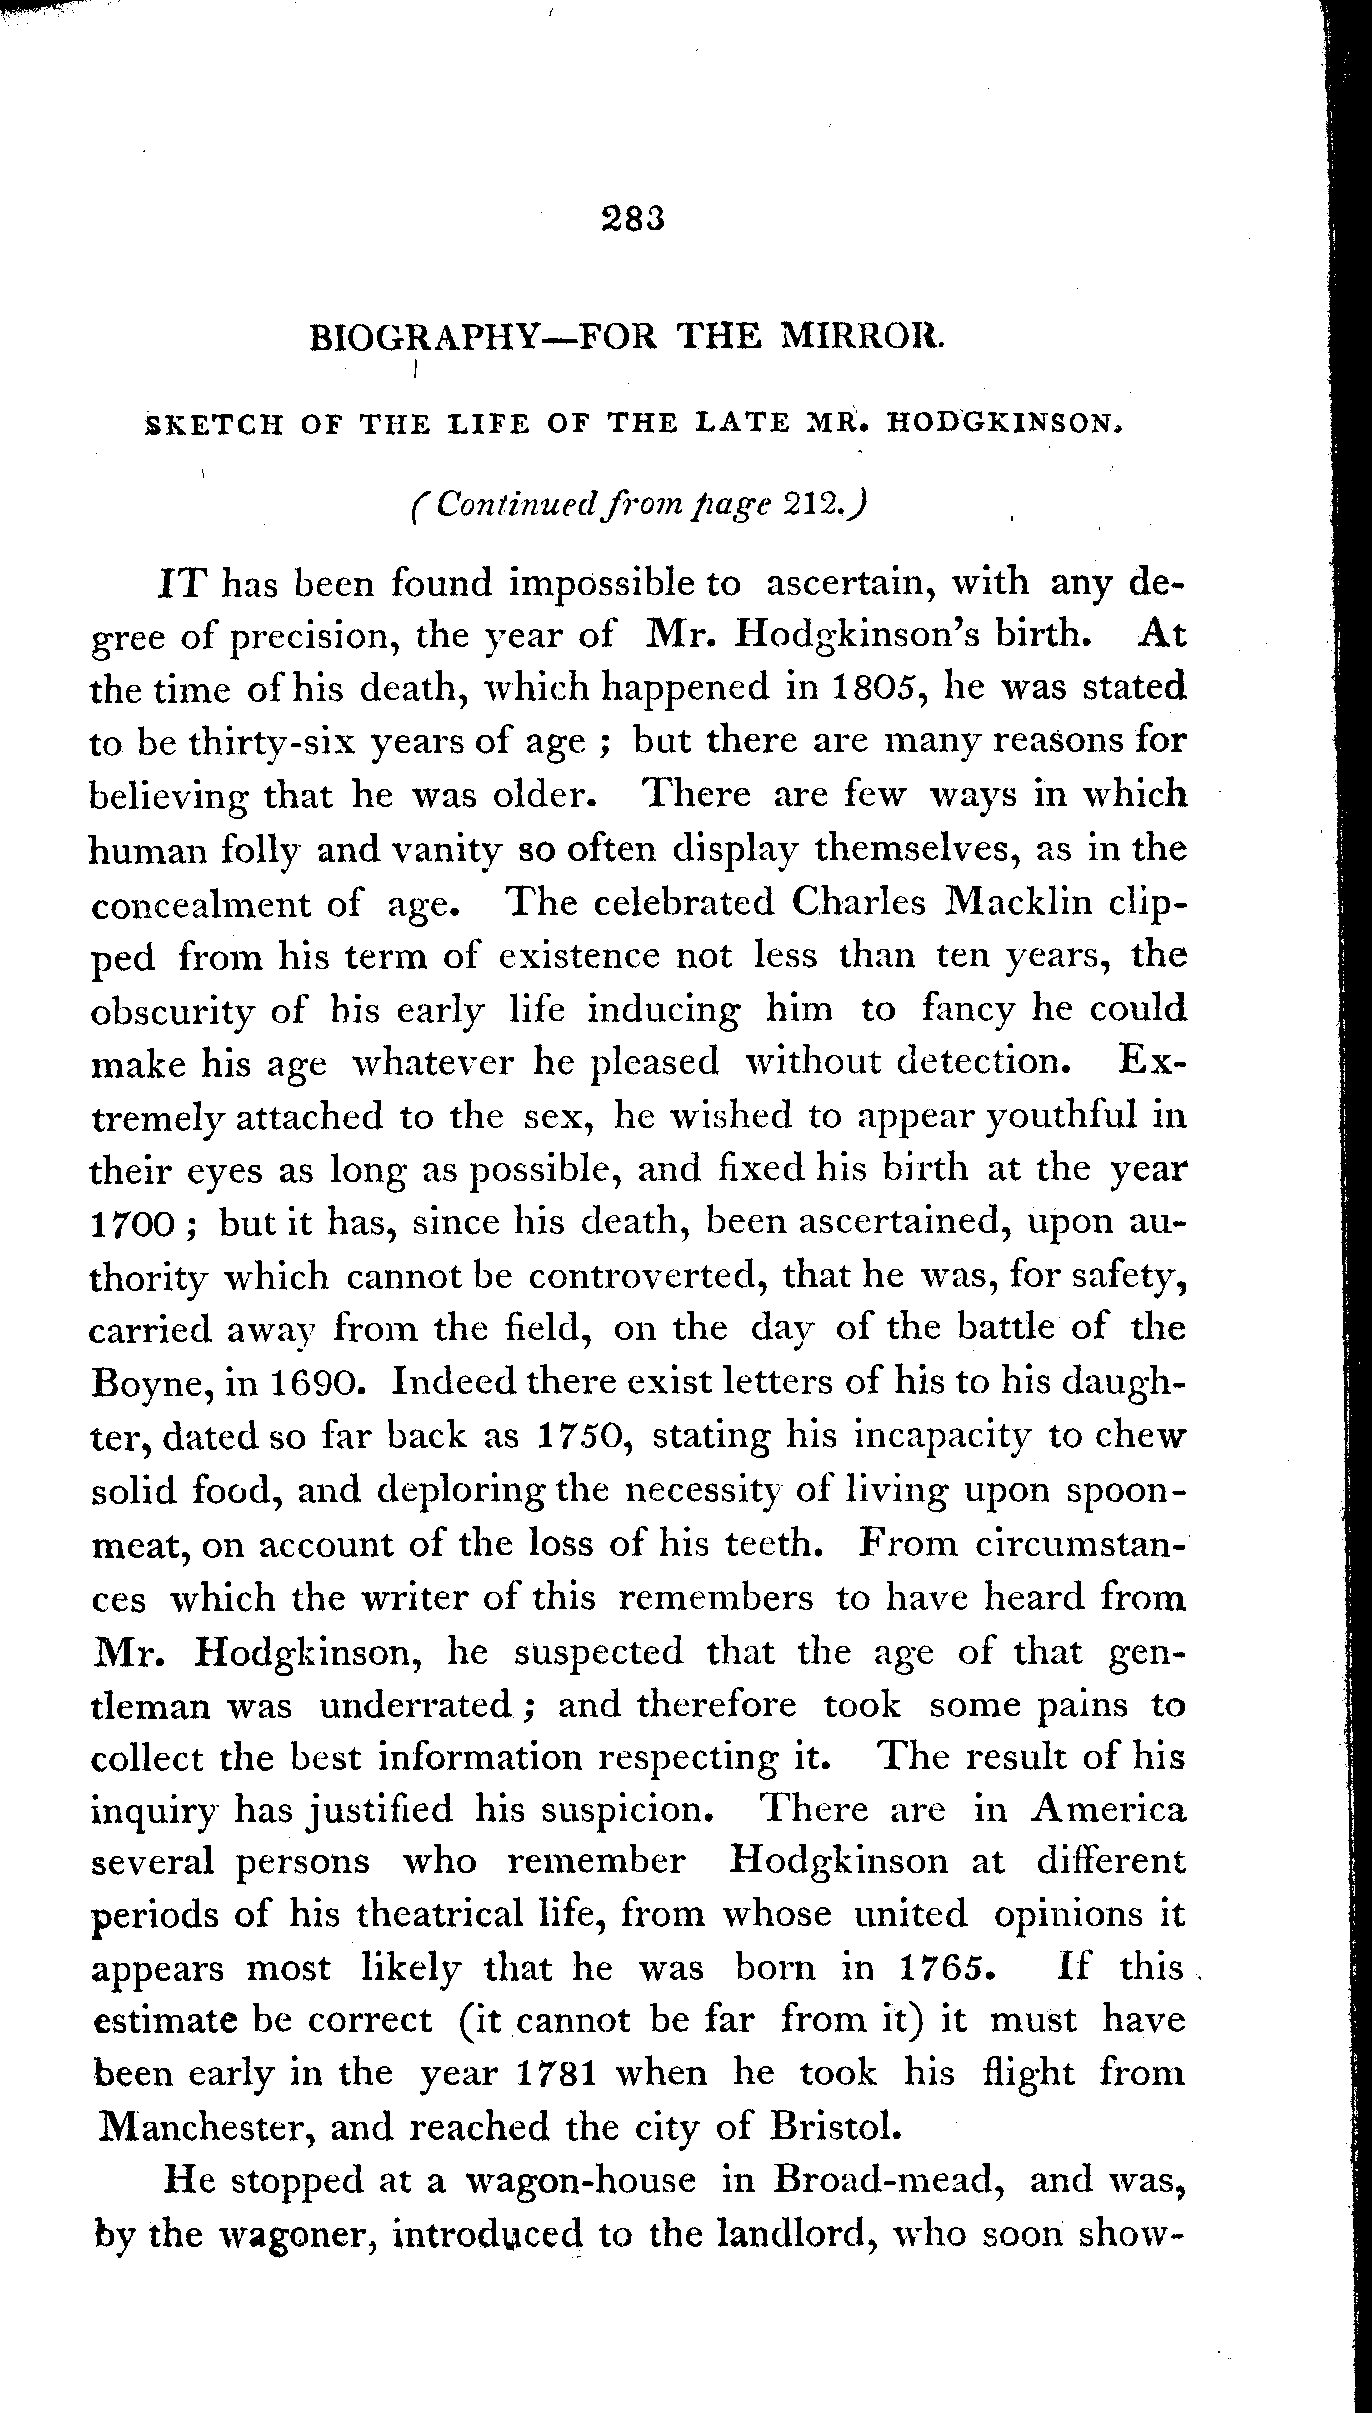 283
BIOGRAPHY—FOR THE MIRROR.
SKETCH OF THE LIFE OF THE LATE MR. HODGKINSON.
(Continued from page 212.)
IT has been found impossible to ascertain, with any de-
gree of precision, the year of Mr. Hodgkinson's birth. At
the time of his death, which happened in 1805, he was stated
to be thirty-six years of age ; but there are many reasons for
believing that he was older. There are few ways in which
human folly and vanity so often display themselves, as in the
concealment of age. The celebrated Charles Macklin clip-
ped from his term of existence not less than ten years, the
obscurity of his early life inducing him to fancy he could
make his age whatever he pleased without detection. Ex-
tremely attached to the sex, he wished to appear youthful in
their eyes as long as possible, and fixed his birth at the year
1700 ; but it has, since his death, been ascertained, upon au-
thority which cannot be controverted, that he was, for safety,
carried away from the field, on the day of the battle of the
Boyne, in 1690. Indeed there exist letters of his to his daugh-
ter, dated so far back as 1750, stating his incapacity to chew
solid food, and deploring the necessity of living upon spoon-
meat, on account of the loss of his teeth. From circumstan-
ces which the writer of this remembers to have heard from
Mr. Hodgkinson, he suspected that the age of that gen-
tleman was underrated ; and therefore took some pains to
collect the best information respecting it. The result of his
inquiry has justified his suspicion. There are in America
several persons who remember Hodgkinson at different
periods of his theatrical life, from whose united opinions it
appears most likely that he was born in 1765. If this
estimate be correct (it cannot be far from it) it must have
been early in the year 1781 when he took his flight from
Manchester, and reached the city of Bristol.
He stopped at a wagon-house in Broad-mead, and was,
by the wagoner, introduced to the landlord, who soon show-